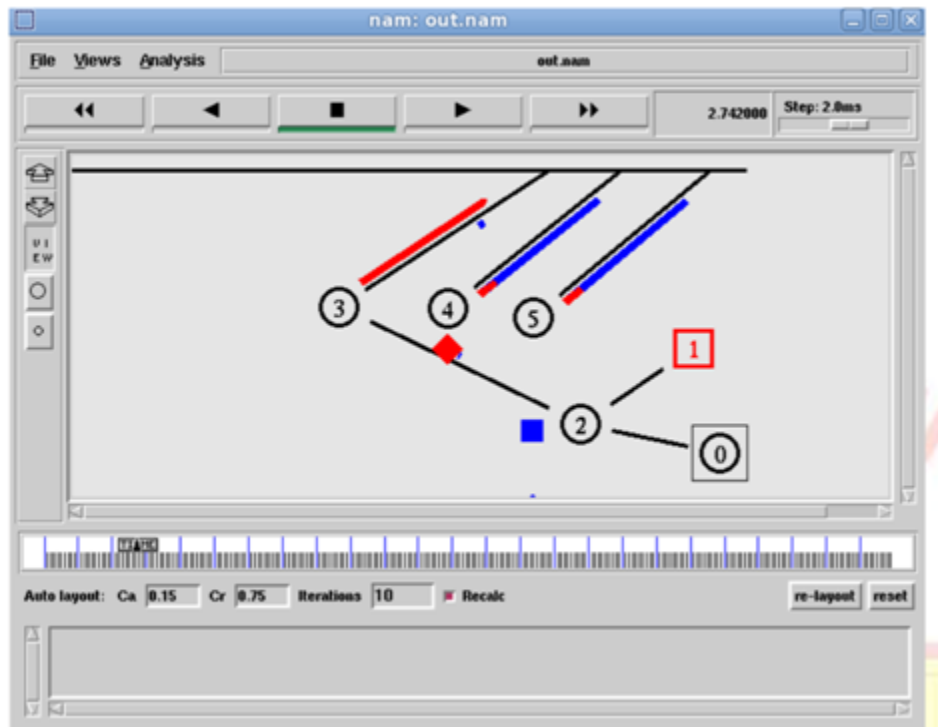 nam: out.nam
File Views Analysis out.nam
2.742000 Step: 2.0ms
V I
E W
3 4 5
1
2
0
TIME
Auto layout: Ca 0.15 Cr 0.75 Iterations 10 Recalc re-layout reset